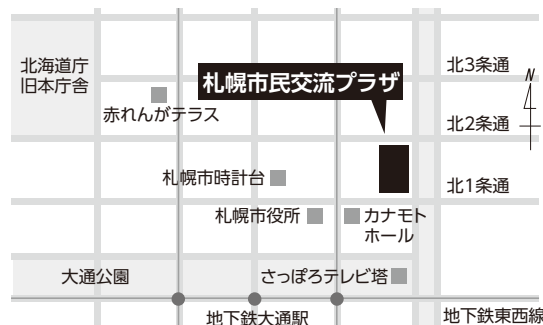 北海道庁
旧本庁舎
赤れんがテラス
札幌市民交流プラザ
北3条通
N
北2条通
札幌市時計台
北1条通
札幌市役所
カナモト
ホール
大通公園
さっぽろテレビ塔
地下鉄大通駅
地下鉄東西線